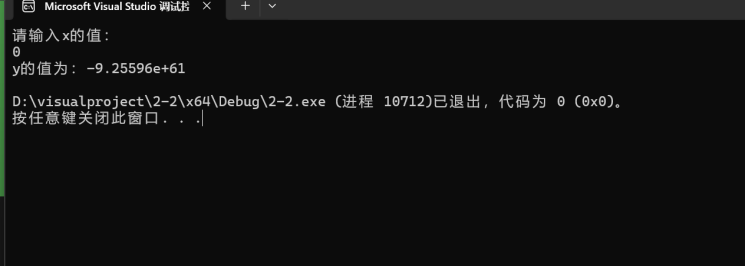 Microsoft Visual Studio 调试控
请输入x的值:
0
y的值为: -9.25596e+61
D:\visualproject\2-2\x64\Debug\2-2.exe (进程 10712)已退出，代码为 0 (0x0)。
按任意键关闭此窗口. . .